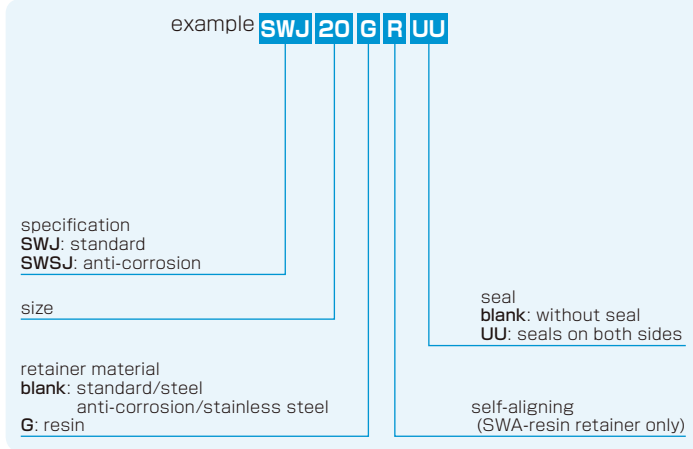 example SWJ 20 G R UU
specification
SWJ: standard
SWSJ: anti-corrosion
size
retainer material
blank: standard/steel
anti-corrosion/stainless steel
G: resin
seal
blank: without seal
UU: seals on both sides
self-aligning
(SWA-resin retainer only)